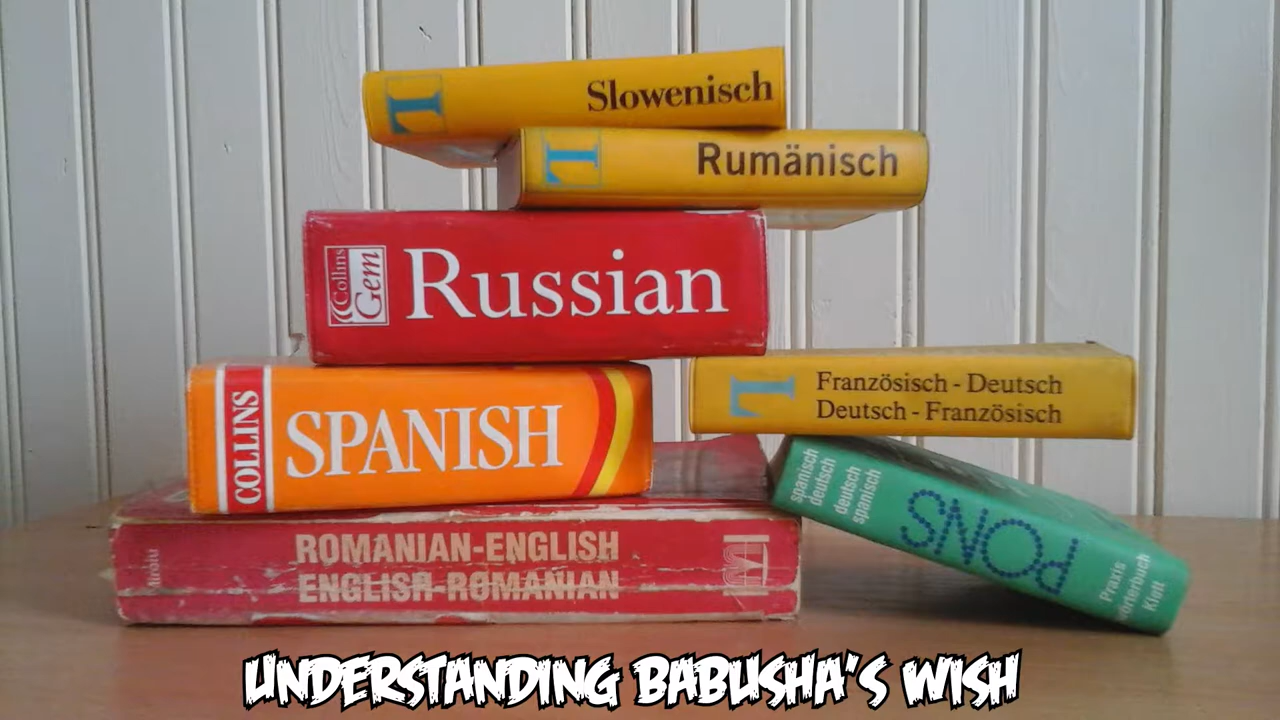 L
Slowenisch
L
Rumänisch
Collins
Gem
Russian
COLLINS
SPANISH
L
Französisch - Deutsch
Deutsch - Französisch
spanisch
deutsch
deutsch
spanisch
PONS
Praxis
wörterbuch
Klett
ROMANIAN-ENGLISH
ENGLISH-ROMANIAN
UNDERSTANDING BABUSHA'S WISH